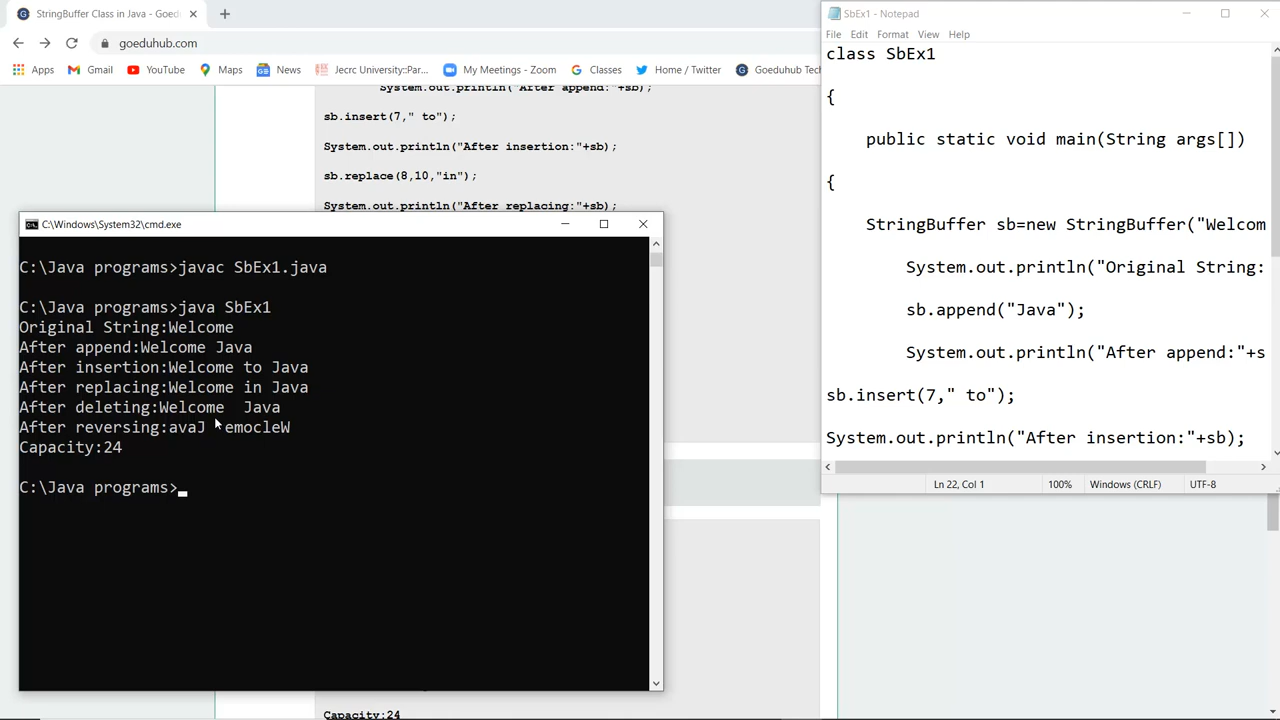 StringBuffer Class in Java - Goedu
goeduhub.com
Apps Gmail YouTube Maps News Jecrc University::Par... My Meetings - Zoom Classes Home / Twitter Goeduhub Tech
System.out.println("After append:"+sb);
sb.insert(7," to");
System.out.println("After insertion:"+sb);
sb.replace(8,10,"in");
System.out.println("After replacing:"+sb);
C:\Windows\System32\cmd.exe
C:\Java programs>javac SbEx1.java
C:\Java programs>java SbEx1
Original String:Welcome
After append:Welcome Java
After insertion:Welcome to Java
After replacing:Welcome in Java
After deleting:Welcome  Java
After reversing:avaJ  emocleW
Capacity:24
C:\Java programs>
Capacity:24
SbEx1 - Notepad
File Edit Format View Help
class SbEx1
{
public static void main(String args[])
{
StringBuffer sb=new StringBuffer("Welcom
System.out.println("Original String:
sb.append("Java");
System.out.println("After append:"+s
sb.insert(7," to");
System.out.println("After insertion:"+sb);
Ln 22, Col 1 100% Windows (CRLF) UTF-8